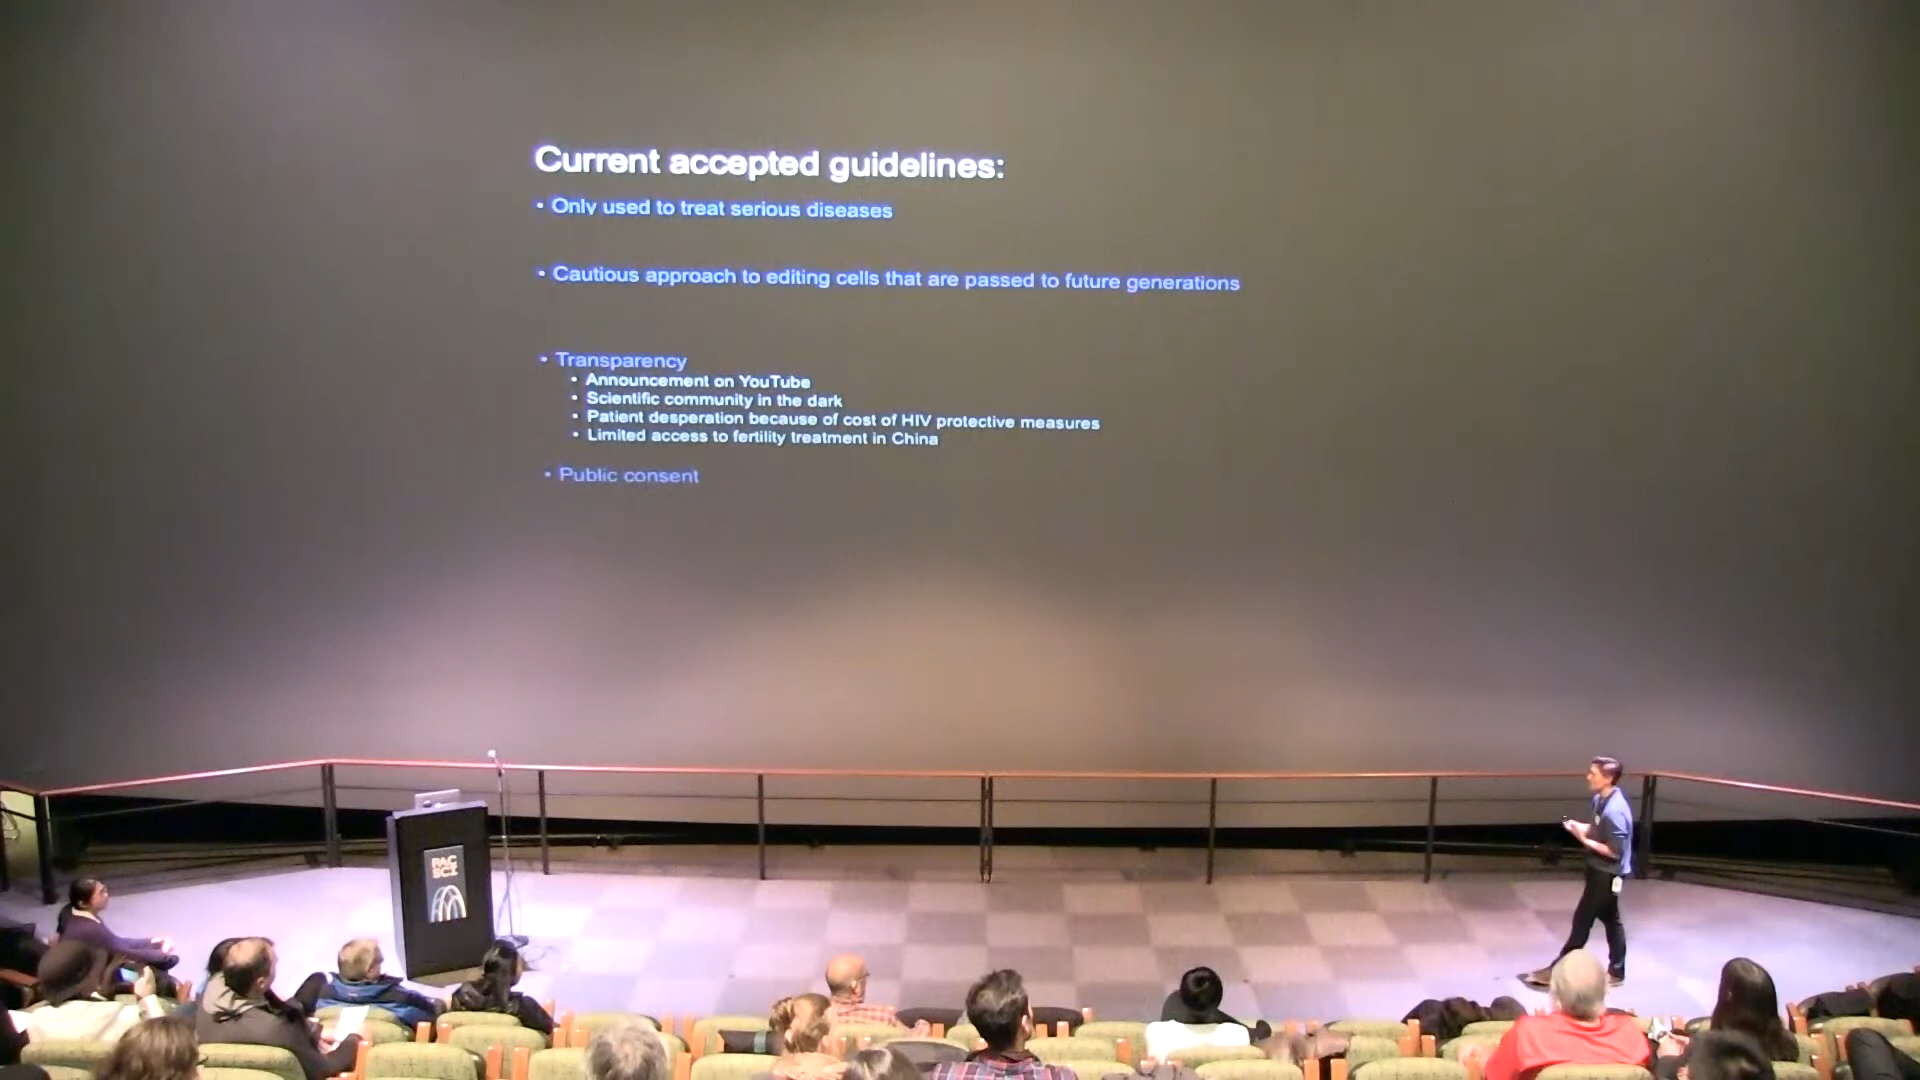 Current accepted guidelines:
• Only used to treat serious diseases
• Cautious approach to editing cells that are passed to future generations
• Transparency
• Announcement on YouTube
• Scientific community in the dark
• Patient desperation because of cost of HIV protective measures
• Limited access to fertility treatment in China
• Public consent
PAC
SCI